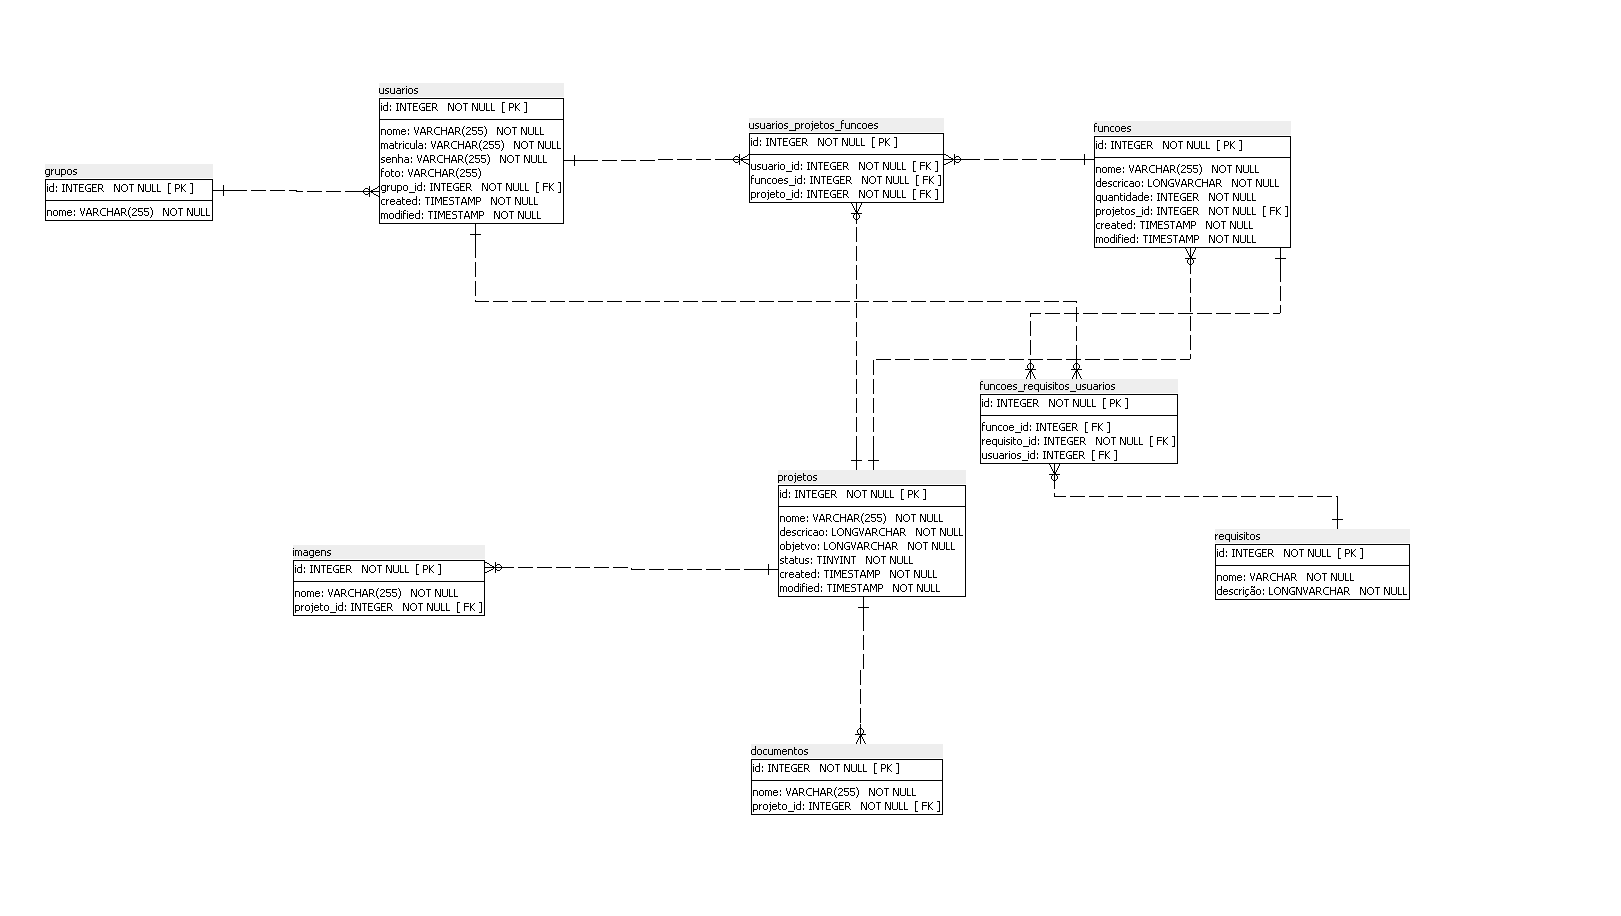 grupos
id: INTEGER NOT NULL [ PK ]
nome: VARCHAR(255) NOT NULL
usuarios
id: INTEGER NOT NULL [ PK ]
nome: VARCHAR(255) NOT NULL
matricula: VARCHAR(255) NOT NULL
senha: VARCHAR(255) NOT NULL
foto: VARCHAR(255)
grupo_id: INTEGER NOT NULL [ FK ]
created: TIMESTAMP NOT NULL
modified: TIMESTAMP NOT NULL
usuarios_projetos_funcoes
id: INTEGER NOT NULL [ PK ]
usuario_id: INTEGER NOT NULL [ FK ]
funcoes_id: INTEGER NOT NULL [ FK ]
projeto_id: INTEGER NOT NULL [ FK ]
funcoes
id: INTEGER NOT NULL [ PK ]
nome: VARCHAR(255) NOT NULL
descricao: LONGVARCHAR NOT NULL
quantidade: INTEGER NOT NULL
projetos_id: INTEGER NOT NULL [ FK ]
created: TIMESTAMP NOT NULL
modified: TIMESTAMP NOT NULL
funcoes_requisitos_usuarios
id: INTEGER NOT NULL [ PK ]
funcoe_id: INTEGER [ FK ]
requisito_id: INTEGER NOT NULL [ FK ]
usuarios_id: INTEGER [ FK ]
projetos
id: INTEGER NOT NULL [ PK ]
nome: VARCHAR(255) NOT NULL
descricao: LONGVARCHAR NOT NULL
objetvo: LONGVARCHAR NOT NULL
status: TINYINT NOT NULL
created: TIMESTAMP NOT NULL
modified: TIMESTAMP NOT NULL
requisitos
id: INTEGER NOT NULL [ PK ]
nome: VARCHAR NOT NULL
descrição: LONGNVARCHAR NOT NULL
imagens
id: INTEGER NOT NULL [ PK ]
nome: VARCHAR(255) NOT NULL
projeto_id: INTEGER NOT NULL [ FK ]
documentos
id: INTEGER NOT NULL [ PK ]
nome: VARCHAR(255) NOT NULL
projeto_id: INTEGER NOT NULL [ FK ]